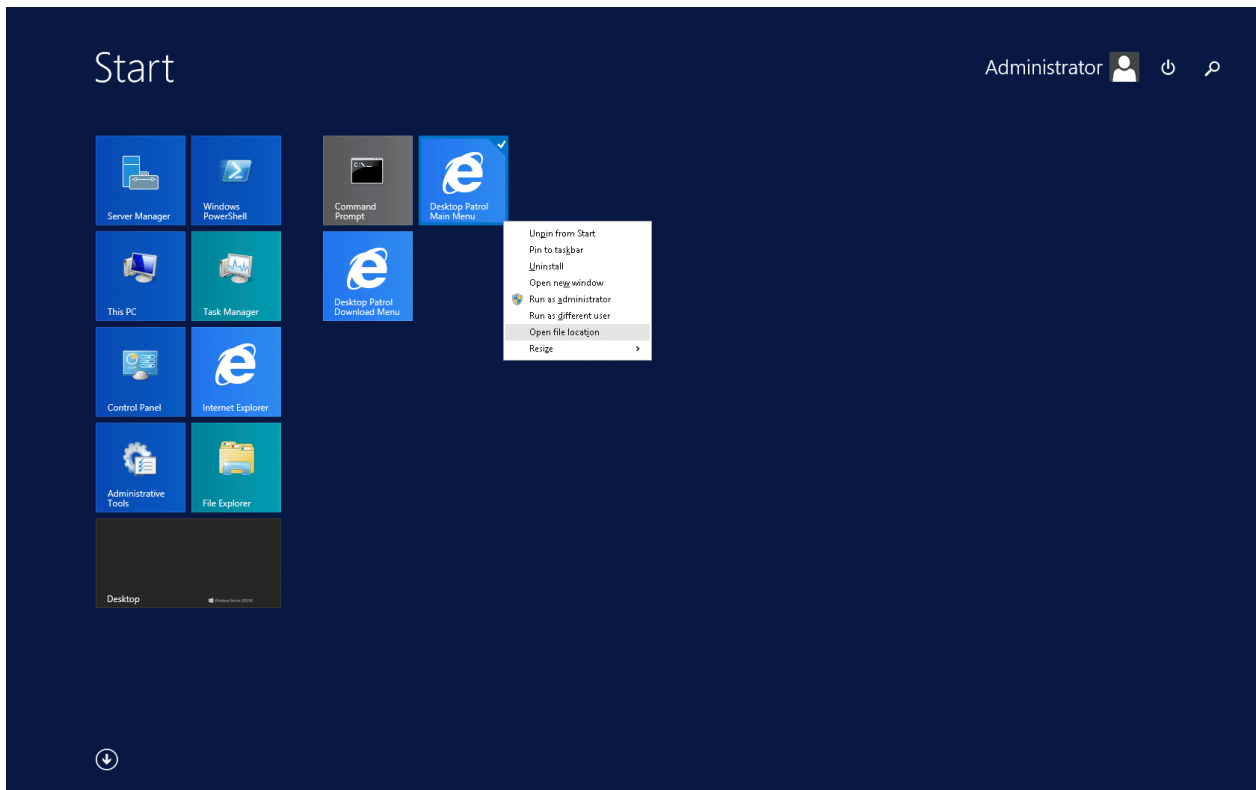 Start
Administrator
Server Manager
Windows
PowerShell
C:\_
Command
Prompt
Desktop Patrol
Main Menu
Unpin from Start
Pin to taskbar
Uninstall
Open new window
Run as administrator
Run as different user
Open file location
Resize
This PC
Task Manager
Desktop Patrol
Download Menu
Control Panel
Internet Explorer
Administrative
Tools
File Explorer
Desktop